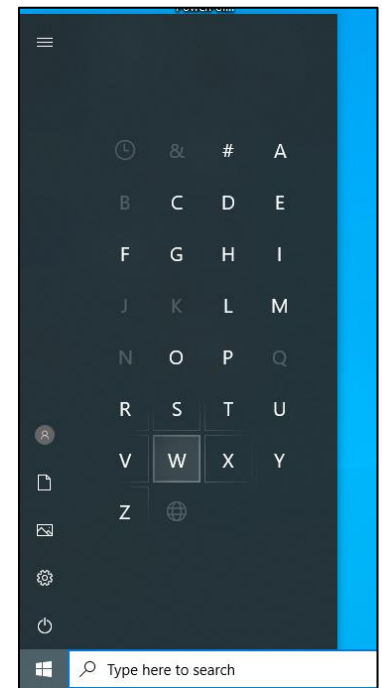 & # A
B C D E
F G H I
J K L M
N O P Q
R S T U
V W X Y
Z
Type here to search